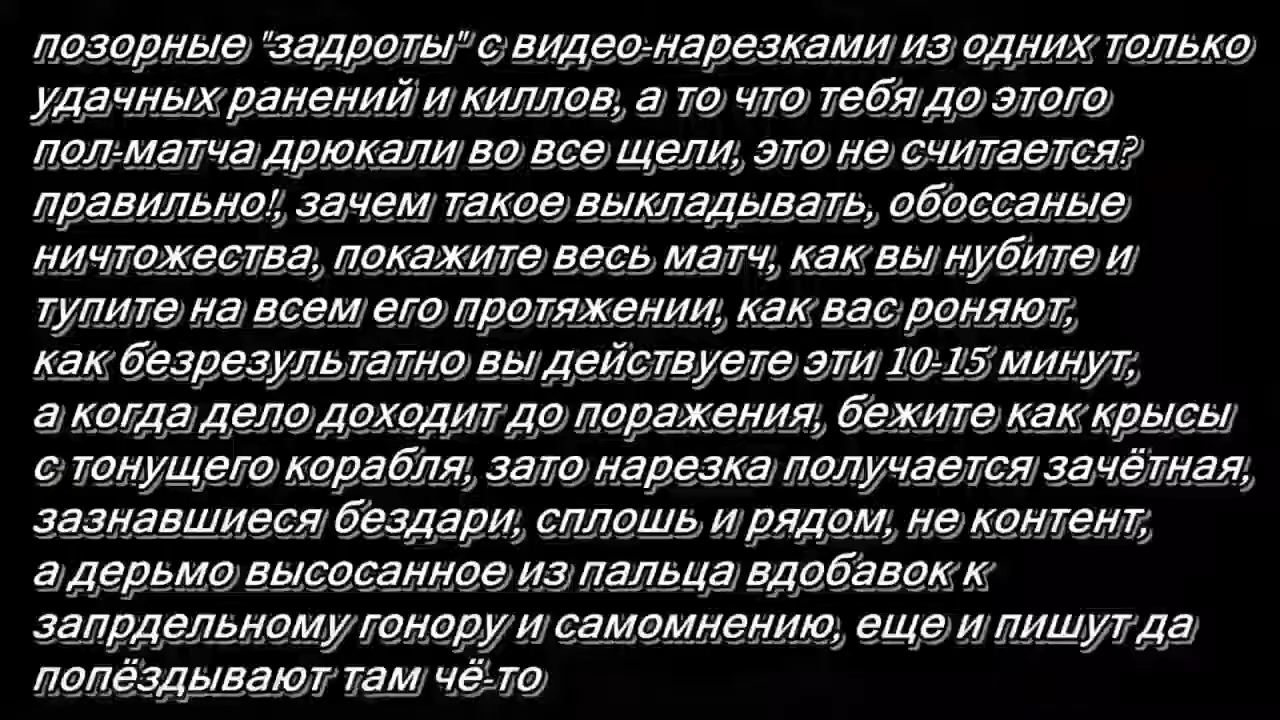 позорные "задроты" с видео-нарезками из одних только
удачных ранений и киллов, а то что тебя до этого
пол-матча дрюкали во все щели, это не считается?
правильно!, зачем такое выкладывать, обоссаные
ничтожества, покажите весь матч, как вы нубите и
тупите на всем его протяжении, как вас роняют,
как безрезультатно вы действуете эти 10-15 минут,
а когда дело доходит до поражения, бежите как крысы
с тонущего корабля, зато нарезка получается зачётная,
зазнавшиеся бездари, сплошь и рядом, не контент,
а дерьмо высосанное из пальца вдобавок к
запрдельному гонору и самомнению, еще и пишут да
попёздывают там чё-то